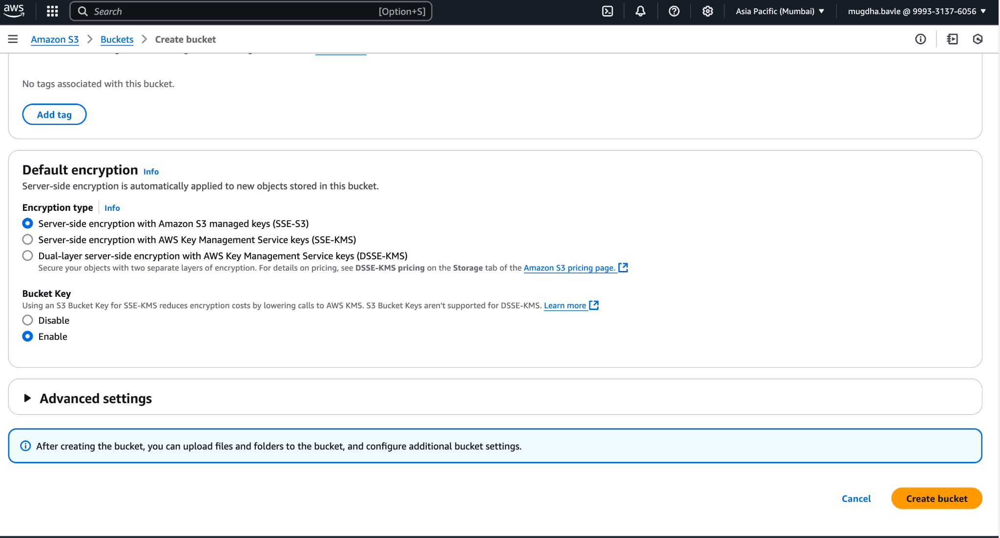 aws
Search [Option+S] Asia Pacific (Mumbai) mugdha.bavle @ 9993-3137-6056
Amazon S3 Buckets Create bucket
No tags associated with this bucket.
Add tag
Default encryption Info
Server-side encryption is automatically applied to new objects stored in this bucket.
Encryption type Info
Server-side encryption with Amazon S3 managed keys (SSE-S3)
Server-side encryption with AWS Key Management Service keys (SSE-KMS)
Dual-layer server-side encryption with AWS Key Management Service keys (DSSE-KMS)
Secure your objects with two separate layers of encryption. For details on pricing, see DSSE-KMS pricing on the Storage tab of the Amazon S3 pricing page.
Bucket Key
Using an S3 Bucket Key for SSE-KMS reduces encryption costs by lowering calls to AWS KMS. S3 Bucket Keys aren't supported for DSSE-KMS. Learn more
Disable
Enable
Advanced settings
After creating the bucket, you can upload files and folders to the bucket, and configure additional bucket settings.
Cancel Create bucket